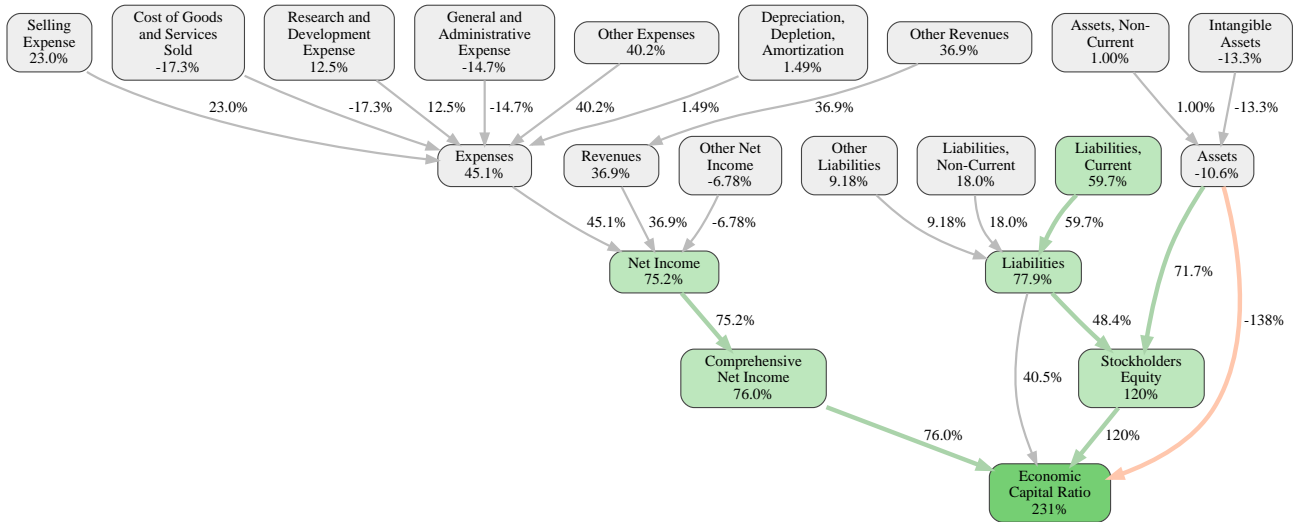 Selling
Expense
23.0%
Cost of Goods
and Services
Sold
-17.3%
Research and
Development
Expense
12.5%
General and
Administrative
Expense
-14.7%
Other Expenses
40.2%
Depreciation,
Depletion,
Amortization
1.49%
Other Revenues
36.9%
Assets, Non-
Current
1.00%
Intangible
Assets
-13.3%
23.0%
-17.3%
12.5%
-14.7%
40.2%
1.49%
36.9%
1.00%
-13.3%
Expenses
45.1%
Revenues
36.9%
Other Net
Income
-6.78%
Other
Liabilities
9.18%
Liabilities,
Non-Current
18.0%
Liabilities,
Current
59.7%
Assets
-10.6%
45.1%
36.9%
-6.78%
9.18%
18.0%
59.7%
Net Income
75.2%
Liabilities
77.9%
71.7%
75.2%
48.4%
-138%
Comprehensive
Net Income
76.0%
40.5%
Stockholders
Equity
120%
76.0%
120%
Economic
Capital Ratio
231%